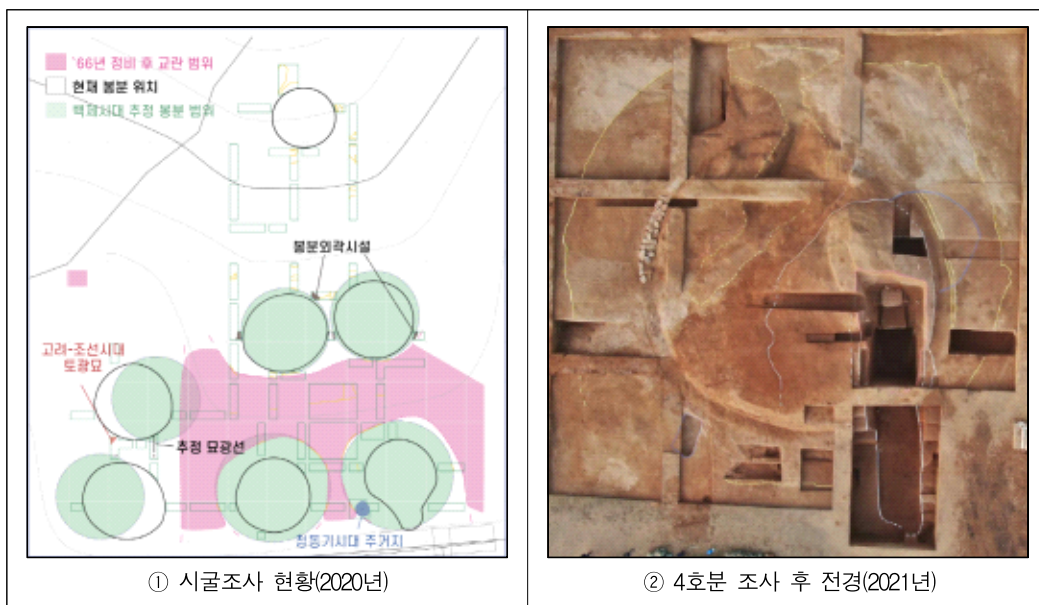 '66년 정비 후 교란 범위
현재 봉분 위치
백제시대 추정 봉분 범위
봉분외곽시설
고려-조선시대
토광묘
추정 묘광선
청동기시대 주거지
① 시굴조사 현황(2020년)
② 4호분 조사 후 전경(2021년)